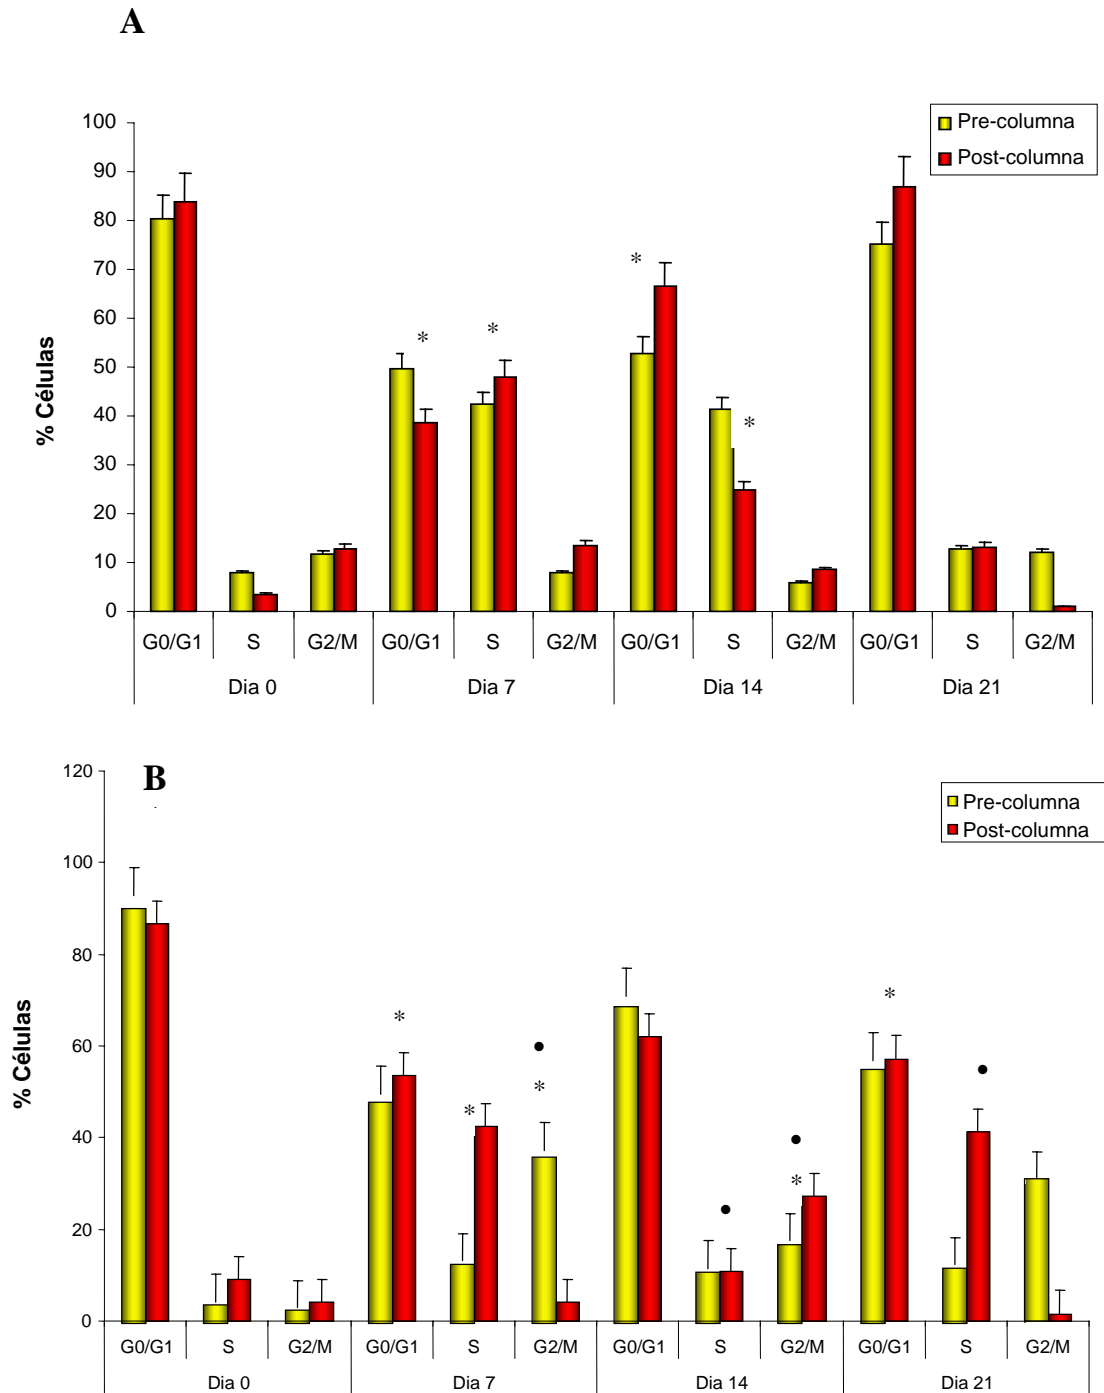 A
100
90
80
70
60
50
40
30
20
10
0
% Células
Pre-columna
Post-columna
*
*
*
*
G0/G1 S G2/M G0/G1 S G2/M G0/G1 S G2/M G0/G1 S G2/M
Dia 0 Dia 7 Dia 14 Dia 21
B
120
100
80
60
40
20
0
% Células
Pre-columna
Post-columna
*
*
•
*
•
•
*
*
•
G0/G1 S G2/M G0/G1 S G2/M G0/G1 S G2/M G0/G1 S G2/M
Dia 0 Dia 7 Dia 14 Dia 21